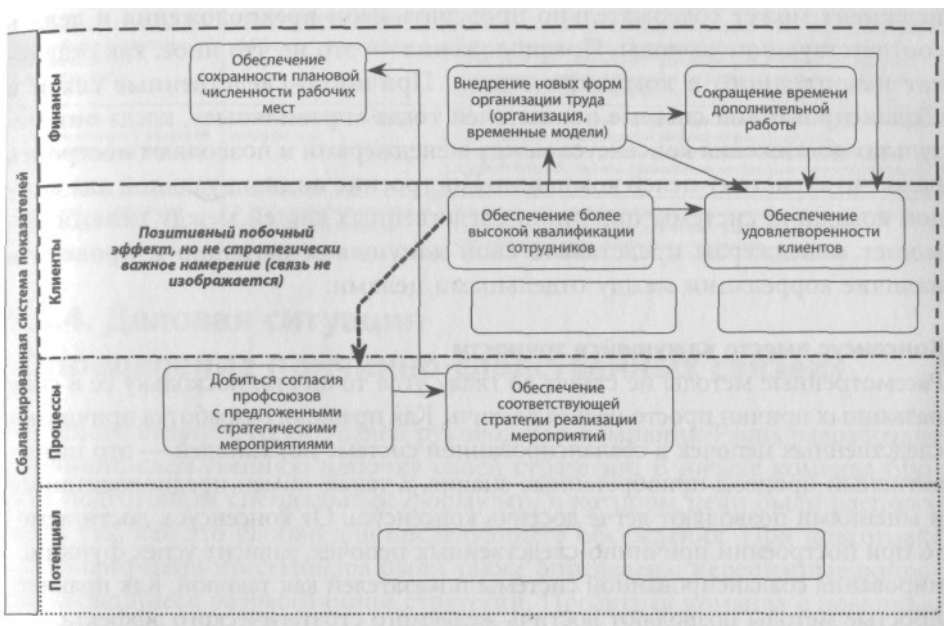 Сбалансированная система показателей
Финансы
Обеспечение
сохранности плановой
квоты рабочих
мест
Внедрение новых форм
организации труда
(организация,
временные модели)
Сокращение времени
дополнительной
работы
Клиенты
Позитивный побочный
эффект, но не стратегически
важное намерение (связь не
изображается)
Обеспечение более
высокой квалификации
сотрудников
Обеспечение
удовлетворенности
клиентов
Процессы
Добиться согласия
профсоюзов
с предложенными
стратегическими
мероприятиями
Обеспечение
соответствующей
стратегии реализации
мероприятий
Потенциал